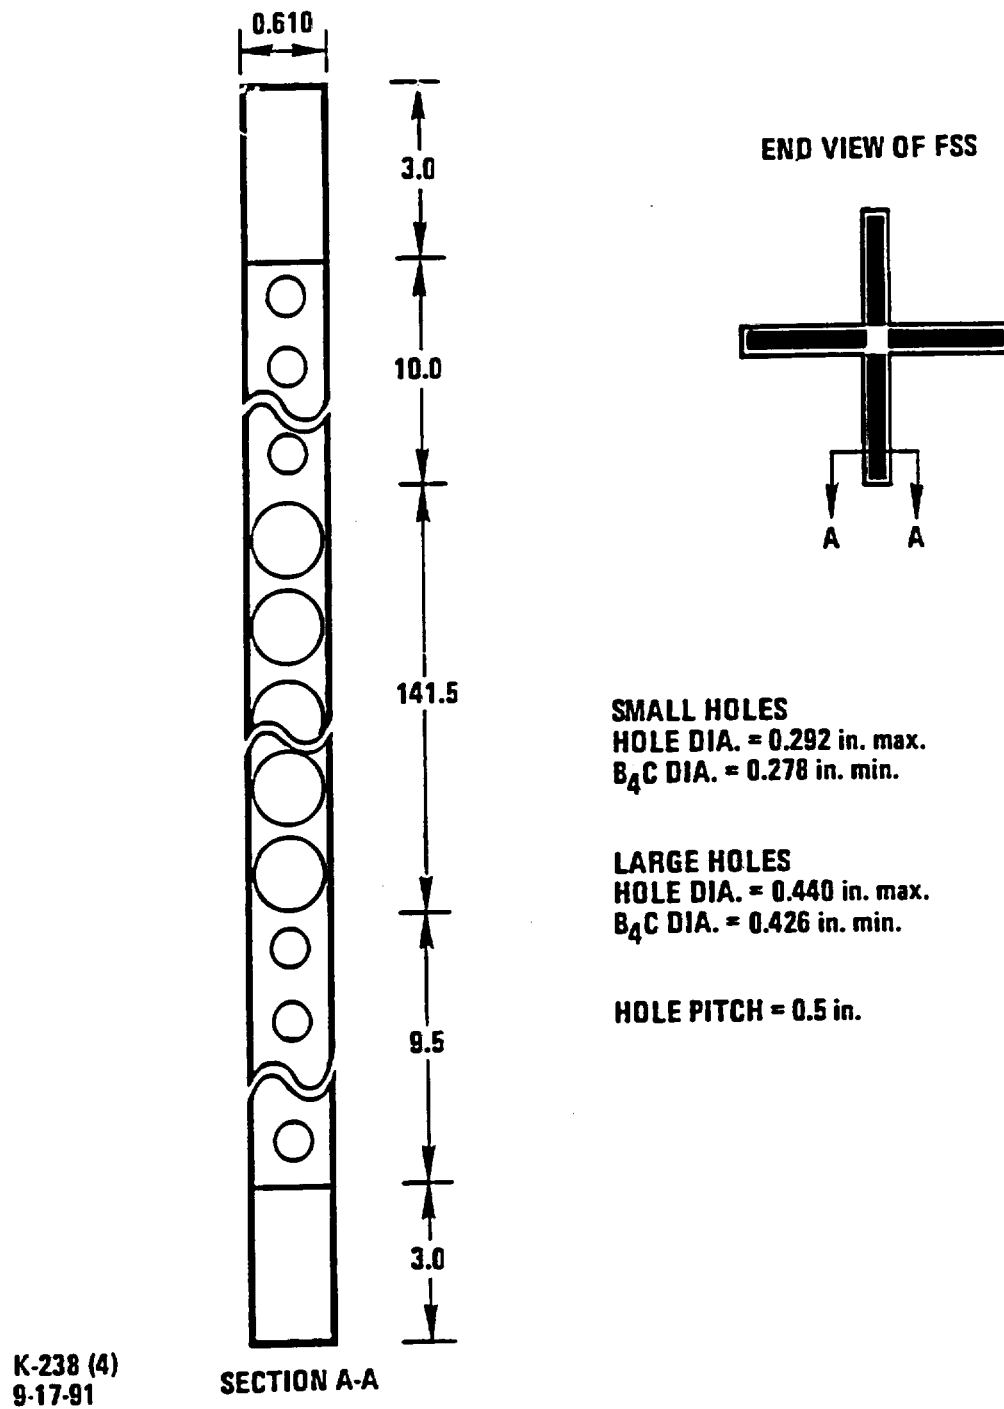 0.610
3.0
END VIEW OF FSS
10.0
A A
141.5
SMALL HOLES
HOLE DIA. = 0.292 in. max.
B₄C DIA. = 0.278 in. min.
LARGE HOLES
HOLE DIA. = 0.440 in. max.
B₄C DIA. = 0.426 in. min.
HOLE PITCH = 0.5 in.
9.5
3.0
K-238 (4)
9-17-91
SECTION A-A